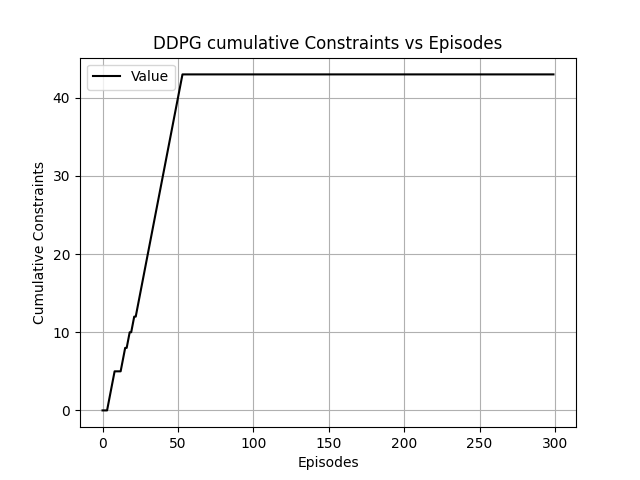 DDPG cumulative Constraints vs Episodes
Value
Cumulative Constraints
40
30
20
10
0
0 50 100 150 200 250 300
Episodes